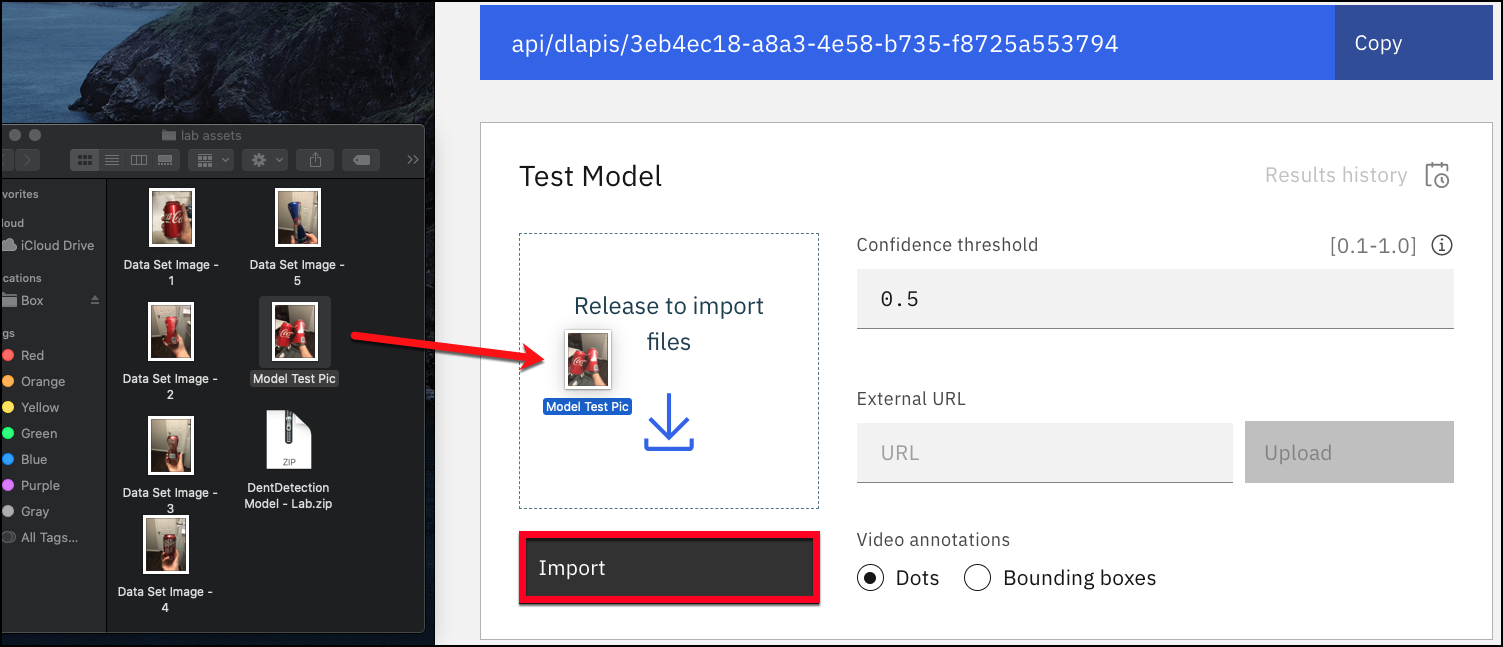 api/dlapis/3eb4ec18-a8a3-4e58-b735-f8725a553794
Copy
lab assets
vorites
loud
iCloud Drive
cations
Box
gs
Red
Orange
Yellow
Green
Blue
Purple
Gray
All Tags...
Data Set Image -
1
Data Set Image -
5
Data Set Image -
2
Model Test Pic
Data Set Image -
3
ZIP
DentDetection
Model - Lab.zip
Data Set Image -
4
Test Model
Results history
Release to import
files
Model Test Pic
Import
Confidence threshold
[0.1-1.0]
0.5
External URL
URL
Upload
Video annotations
Dots
Bounding boxes